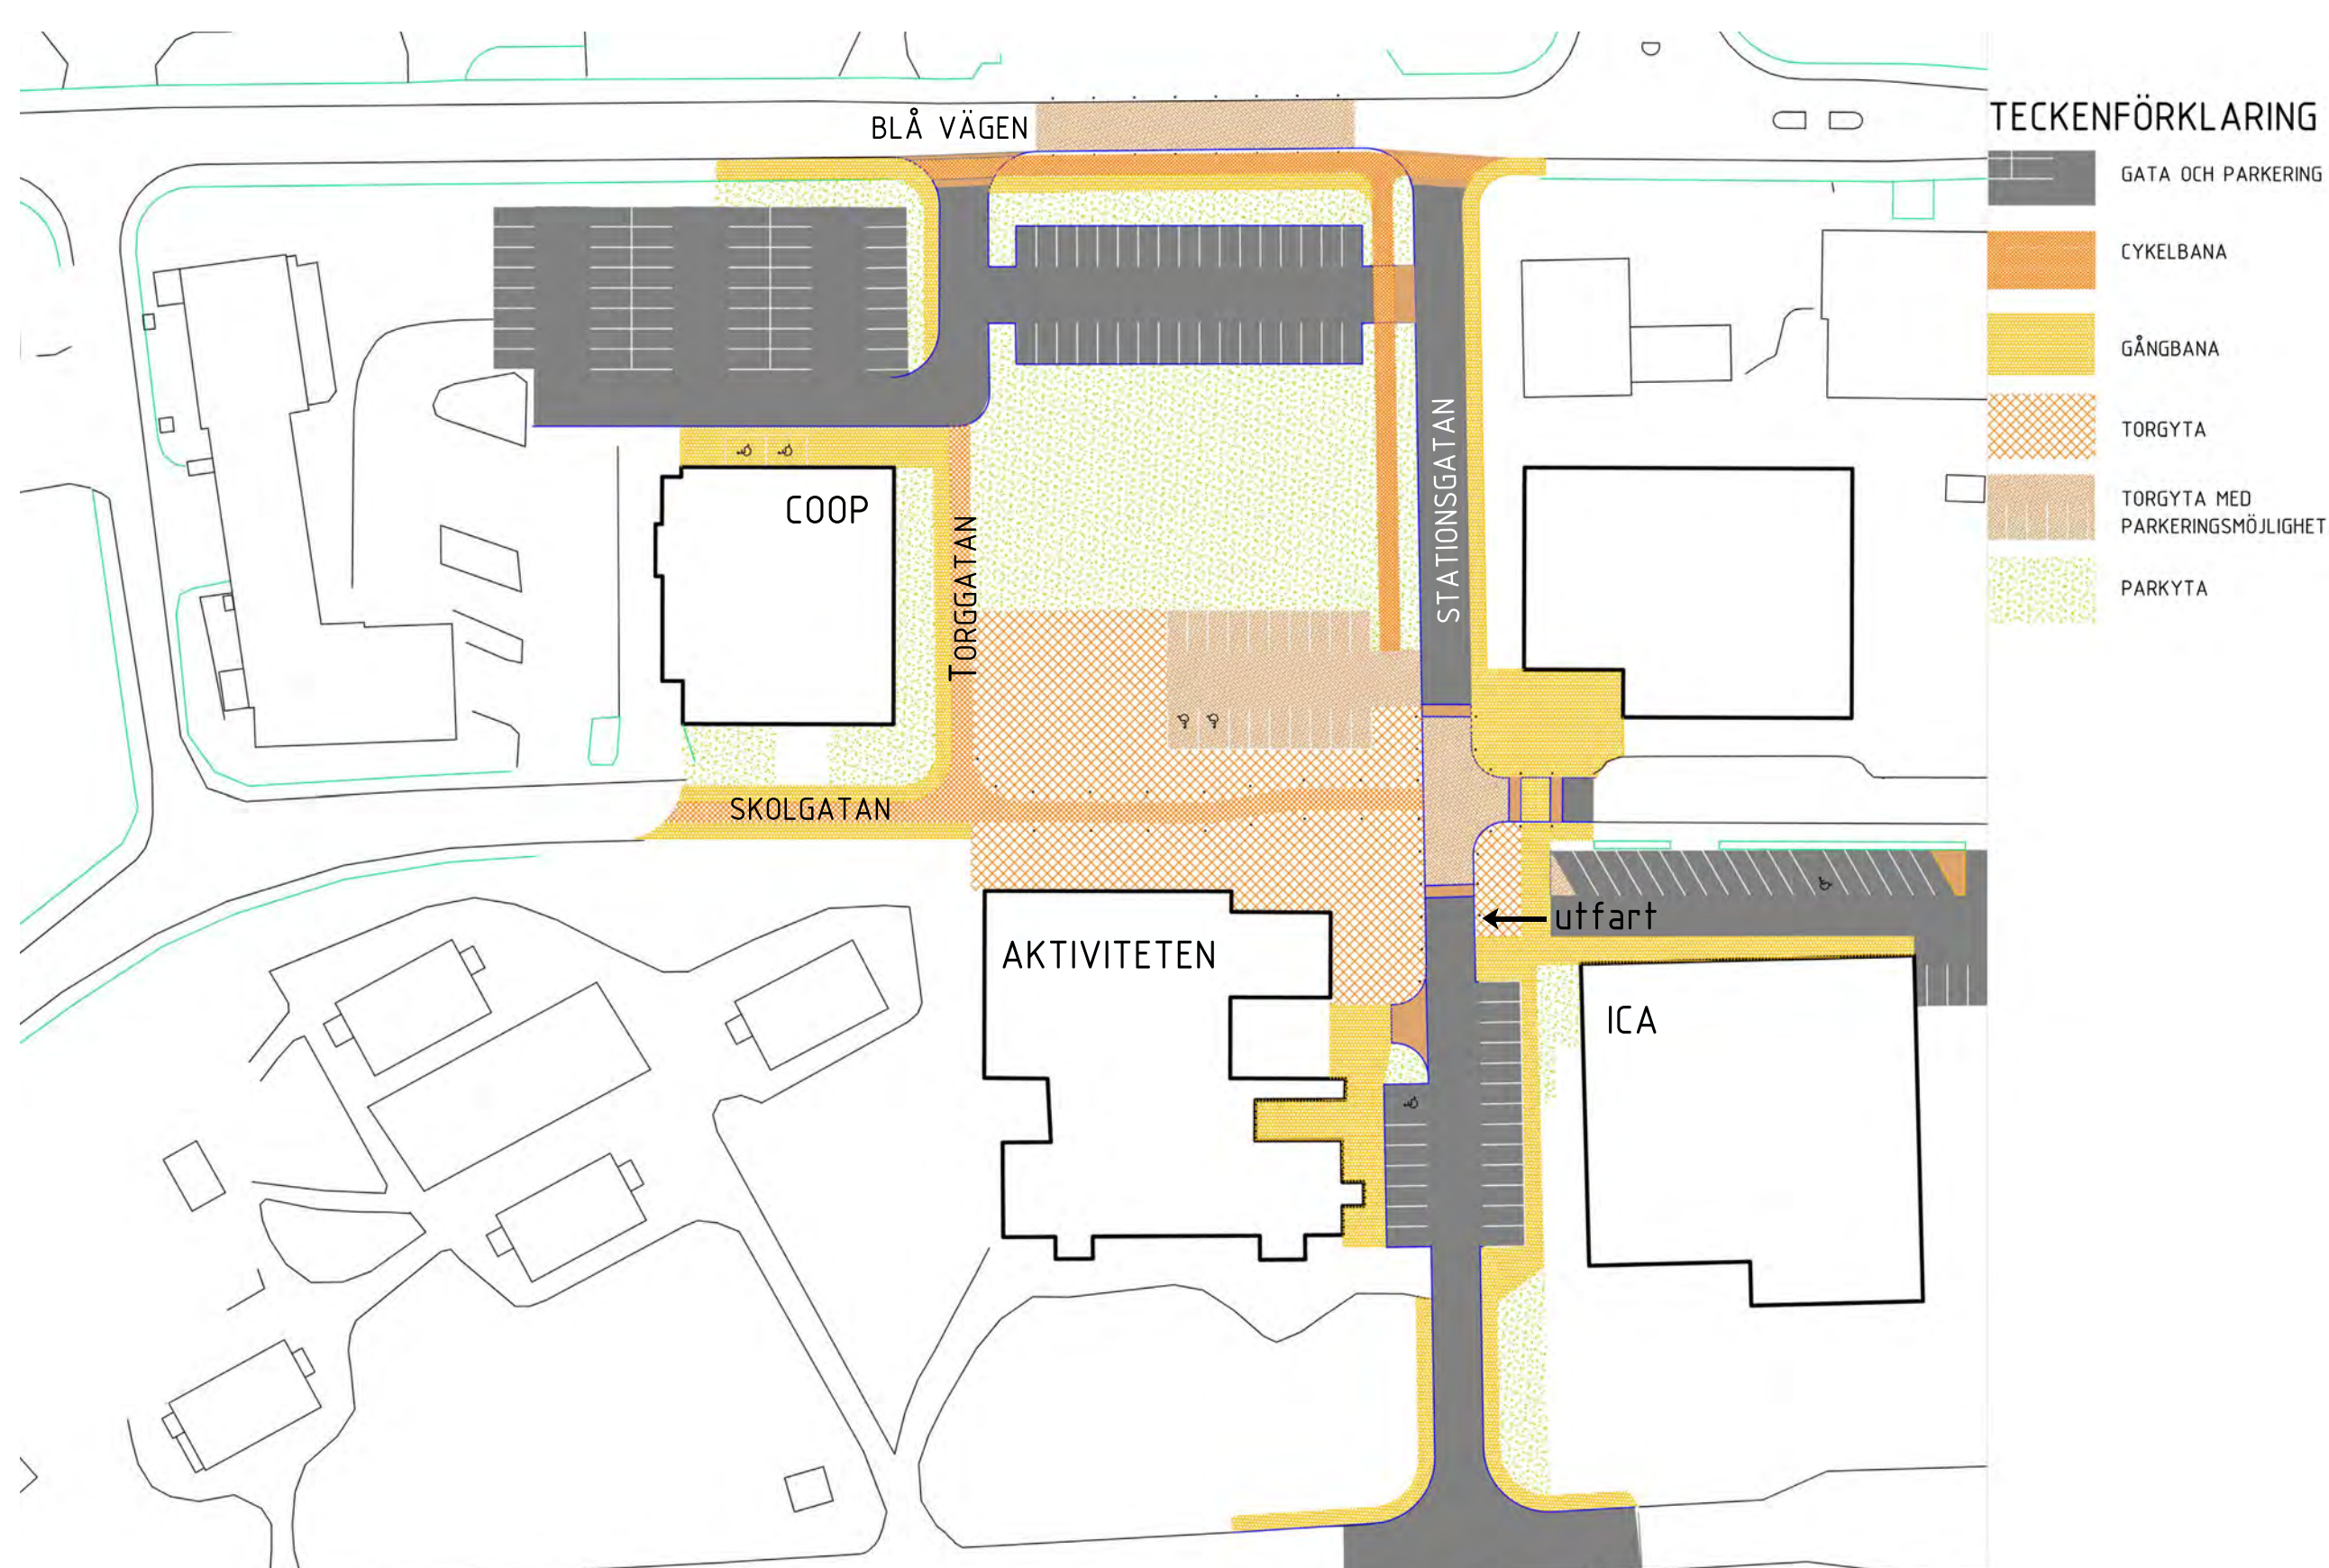 BLÅ VÄGEN
TECKENFÖRKLARING
GATA OCH PARKERING
CYKELBANA
GÅNGBANA
TORGYTA
TORGYTA MED
PARKERINGSMÖJLIGHET
PARKYTA
COOP
TORGGATAN
STATIONSGATAN
SKOLGATAN
utfart
AKTIVITETEN
ICA